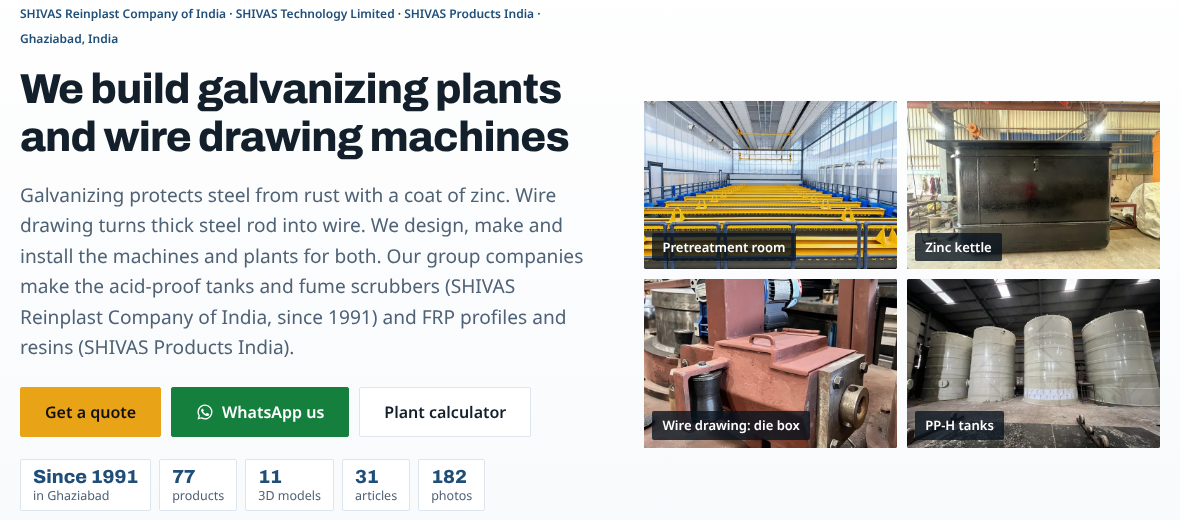 SHIVAS Reinplast Company of India · SHIVAS Technology Limited · SHIVAS Products India ·
Ghaziabad, India
We build galvanizing plants
and wire drawing machines
Galvanizing protects steel from rust with a coat of zinc. Wire
drawing turns thick steel rod into wire. We design, make and
install the machines and plants for both. Our group companies
make the acid-proof tanks and fume scrubbers (SHIVAS
Reinplast Company of India, since 1991) and FRP profiles and
resins (SHIVAS Products India).
Get a quote
WhatsApp us
Plant calculator
Since 1991
in Ghaziabad
77
products
11
3D models
31
articles
182
photos
Pretreatment room
Zinc kettle
Wire drawing: die box
PP-H tanks